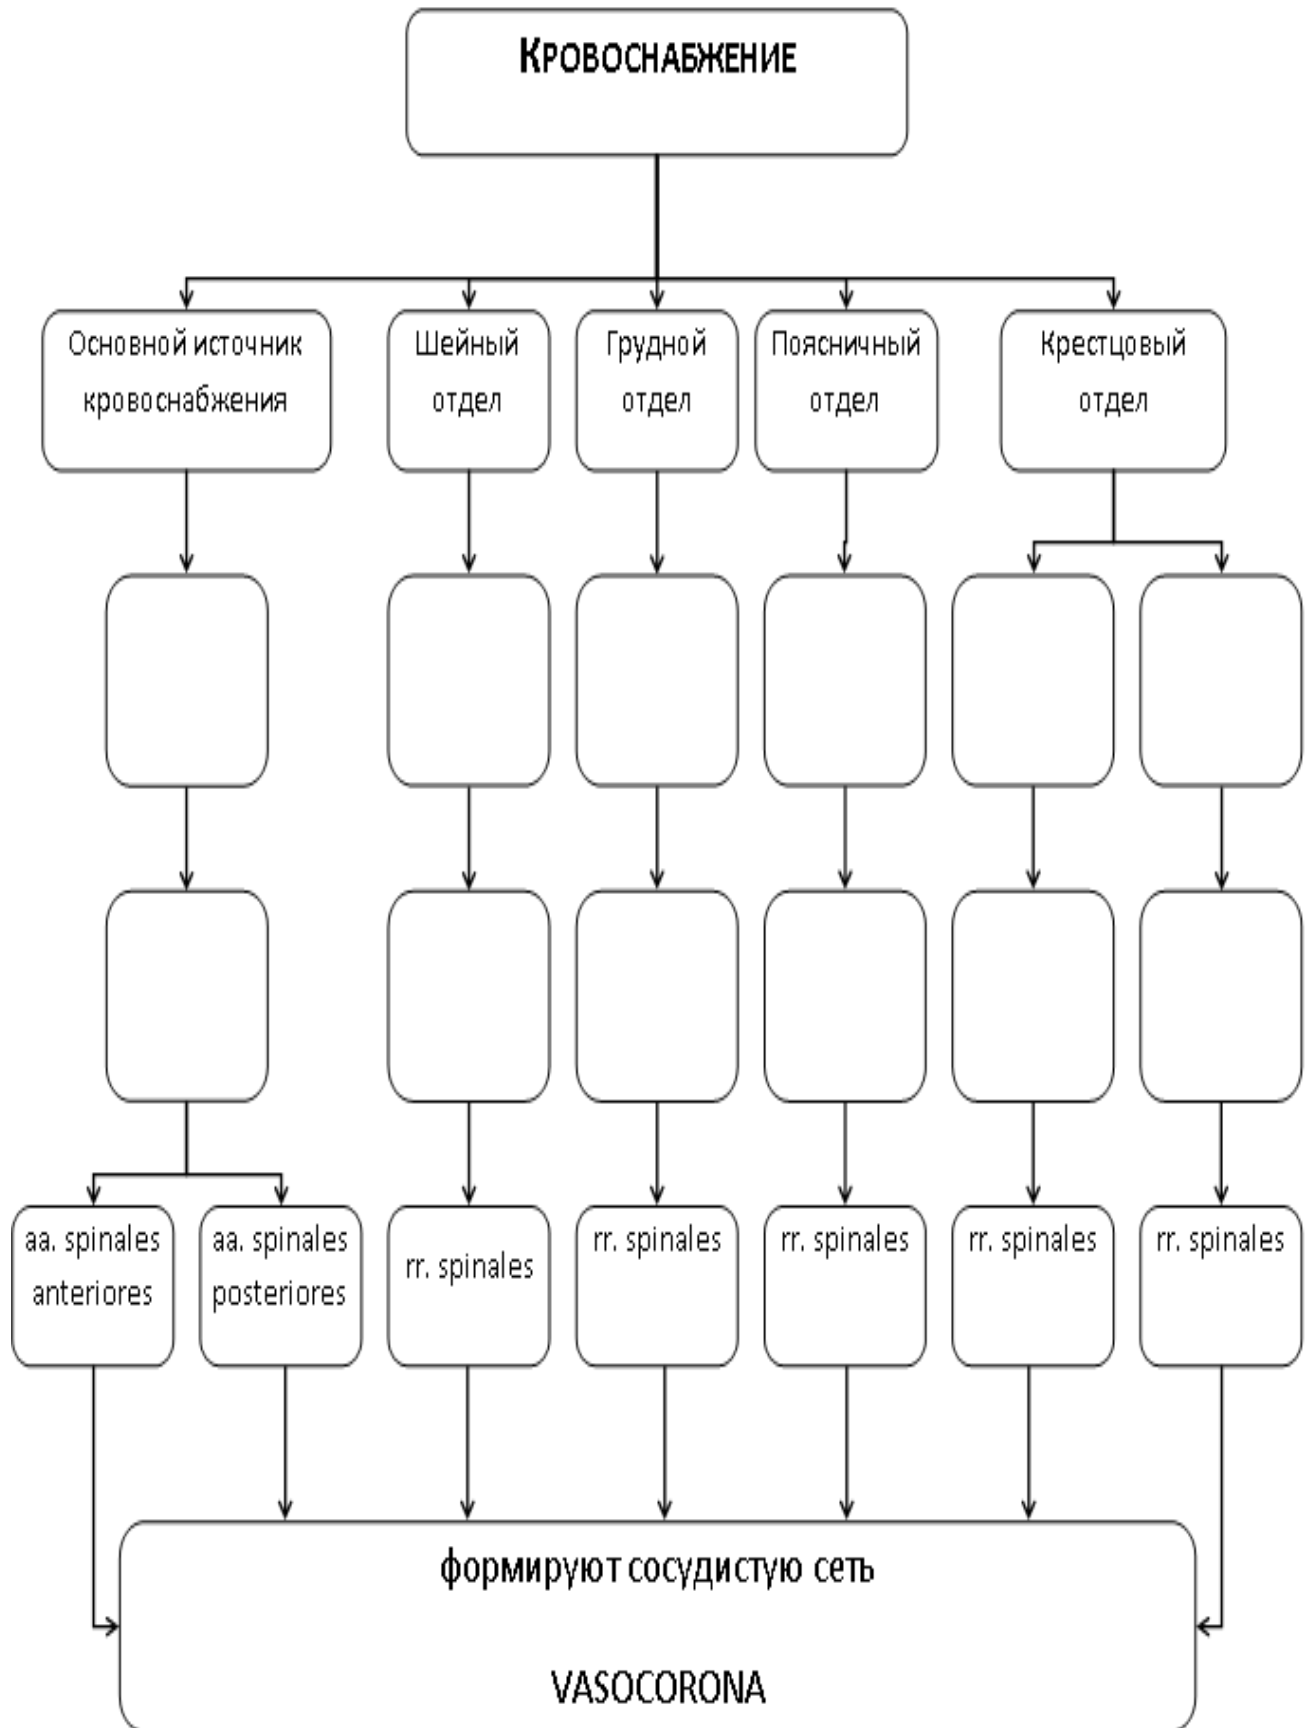 КРОВОСНАБЖЕНИЕ
Основной источник
кровоснабжения
Шейный
отдел
Грудной
отдел
Поясничный
отдел
Крестцовый
отдел
aa. spinales
anteriores
aa. spinales
posteriores
rr. spinales
rr. spinales
rr. spinales
rr. spinales
rr. spinales
формируют сосудистую сеть
VASOCORONA